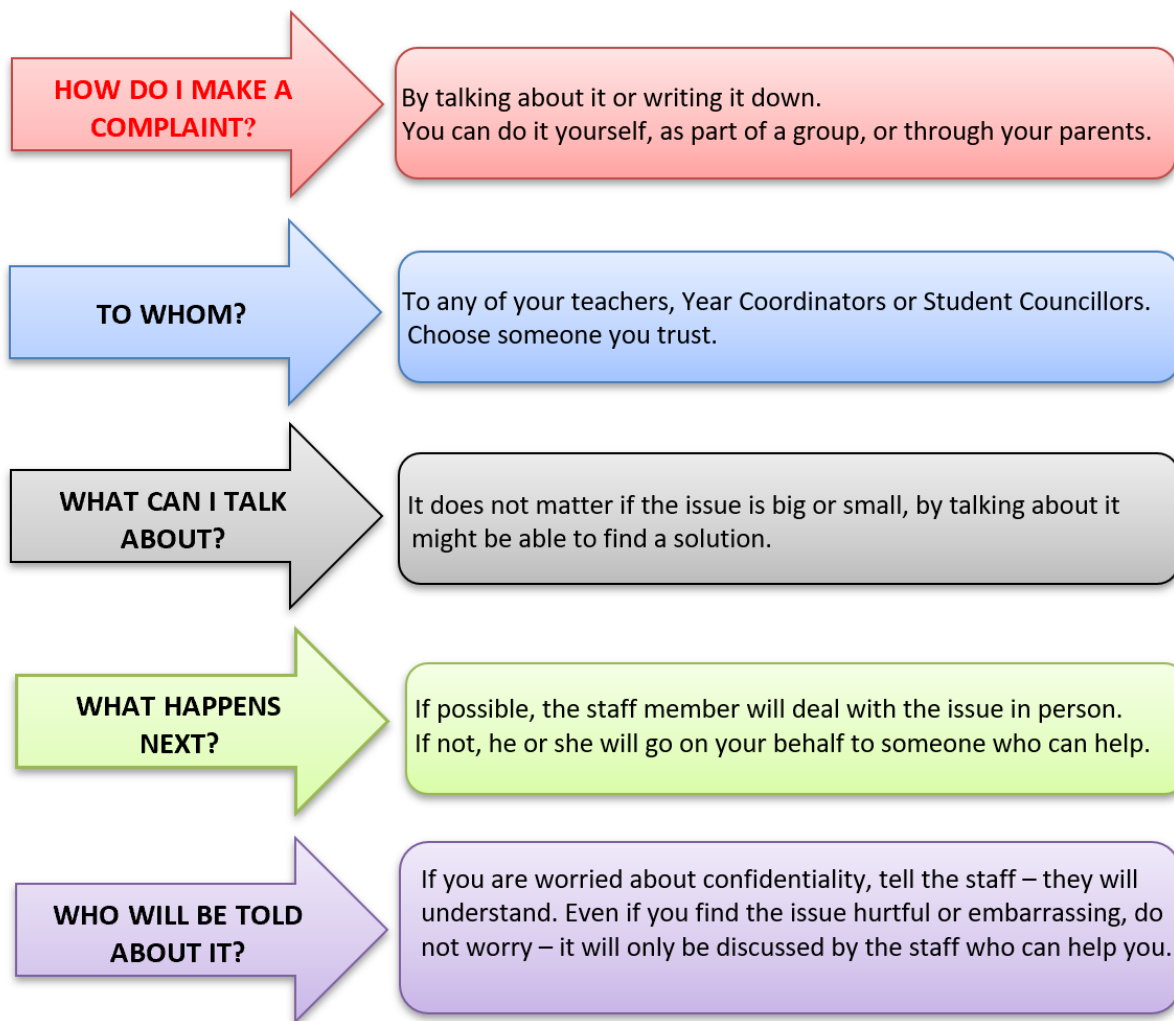 HOW DO I MAKE A
COMPLAINT?
By talking about it or writing it down.
You can do it yourself, as part of a group, or through your parents.
TO WHOM?
To any of your teachers, Year Coordinators or Student Councillors.
Choose someone you trust.
WHAT CAN I TALK
ABOUT?
It does not matter if the issue is big or small, by talking about it
might be able to find a solution.
WHAT HAPPENS
NEXT?
If possible, the staff member will deal with the issue in person.
If not, he or she will go on your behalf to someone who can help.
WHO WILL BE TOLD
ABOUT IT?
If you are worried about confidentiality, tell the staff – they will
understand. Even if you find the issue hurtful or embarrassing, do
not worry – it will only be discussed by the staff who can help you.